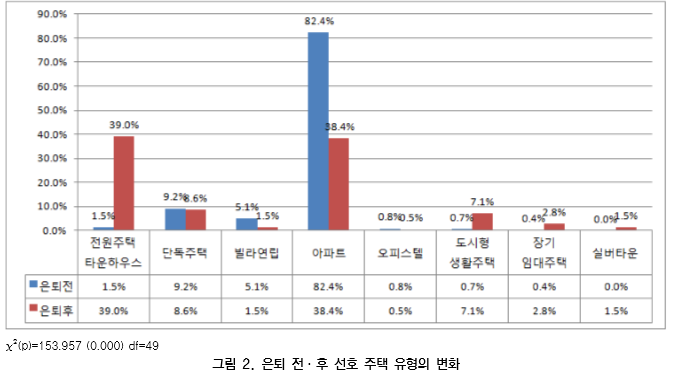 90.0%
80.0%
70.0%
60.0%
50.0%
40.0%
30.0%
20.0%
10.0%
0.0%
1.5% 39.0% 9.2% 8.6% 5.1% 1.5% 82.4% 38.4% 0.8% 0.5% 0.7% 7.1% 0.4% 2.8% 0.0% 1.5%
전원주택 타운하우스 단독주택 빌라연립 아파트 오피스텔 도시형 생활주택 장기 임대주택 실버타운
은퇴전 1.5% 9.2% 5.1% 82.4% 0.8% 0.7% 0.4% 0.0%
은퇴후 39.0% 8.6% 1.5% 38.4% 0.5% 7.1% 2.8% 1.5%
χ²(p)=153.957 (0.000) df=49
그림 2. 은퇴 전·후 선호 주택 유형의 변화